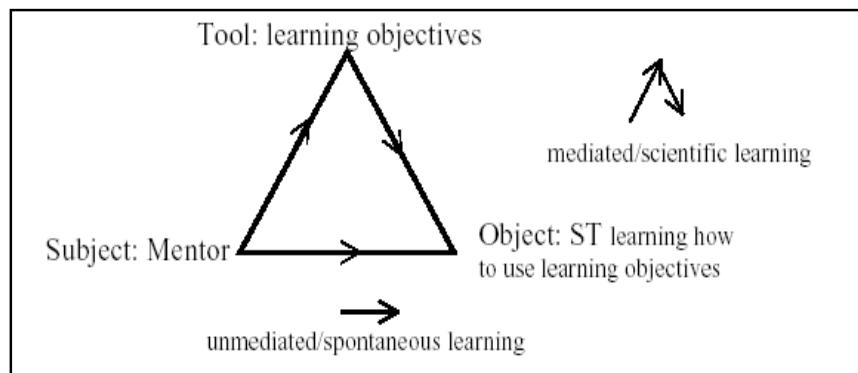 Tool: learning objectives
mediated/scientific learning
Subject: Mentor
Object: ST learning how
to use learning objectives
unmediated/spontaneous learning